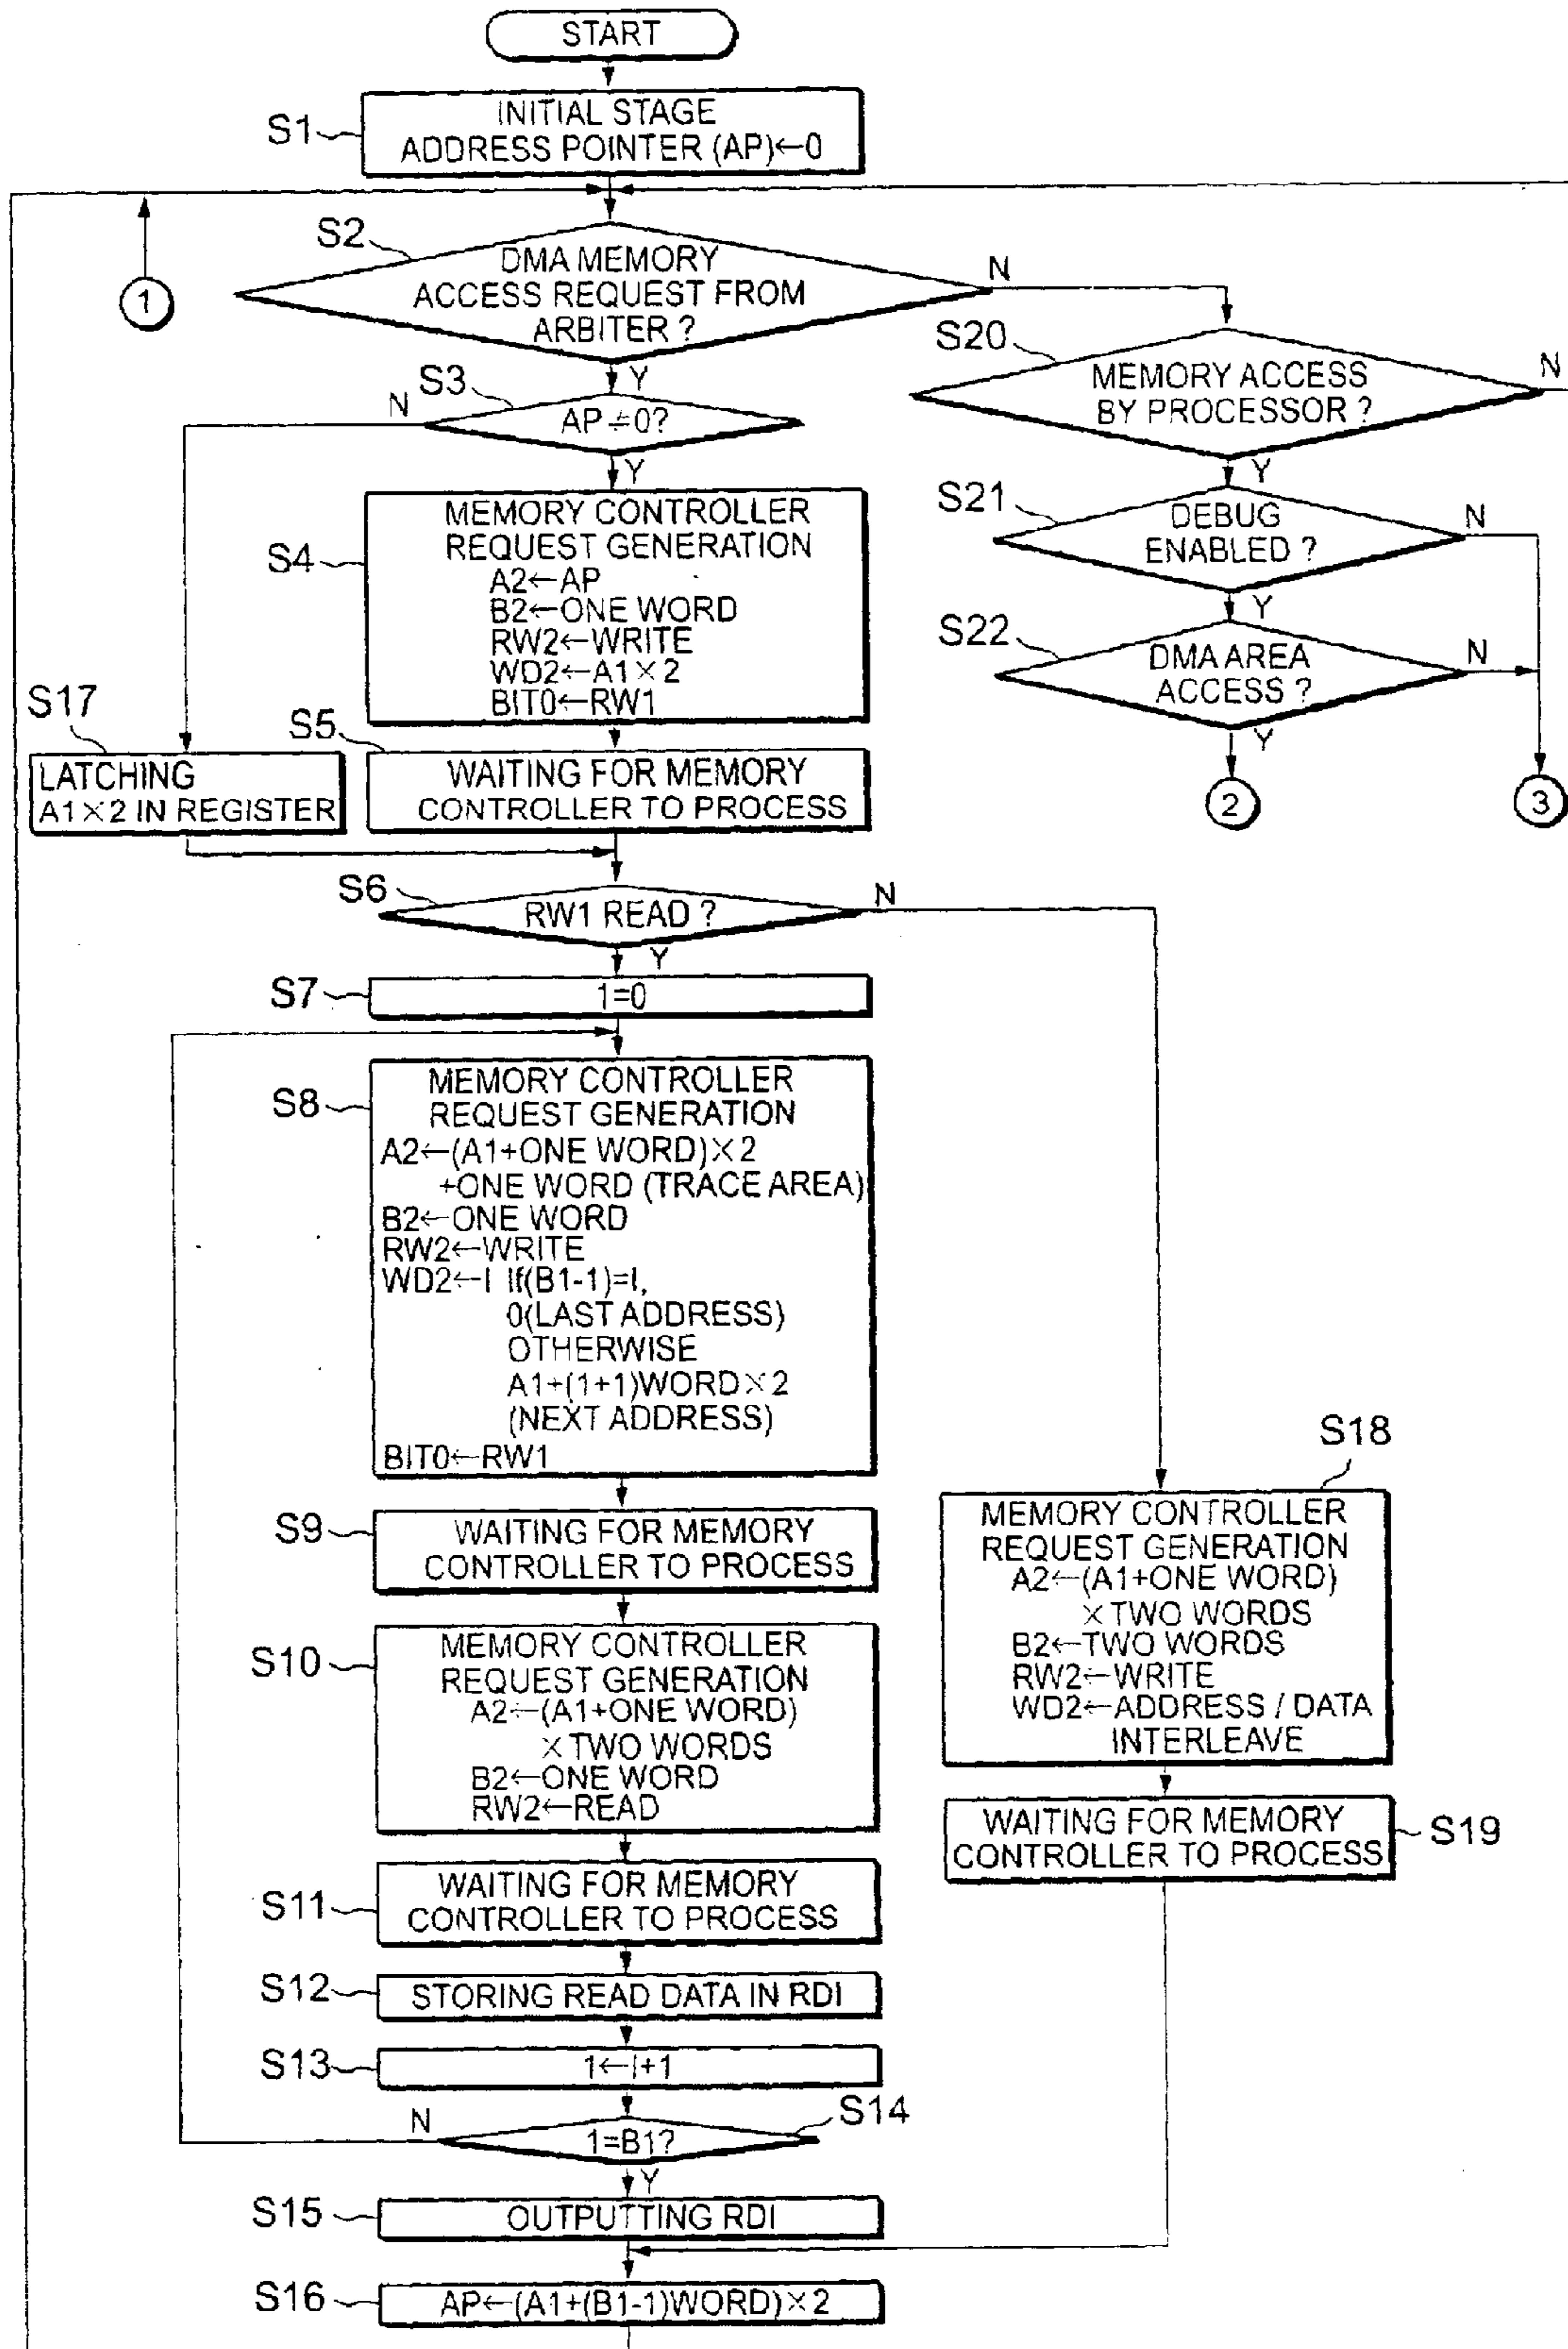 START
S1
INITIAL STAGE
ADDRESS POINTER (AP)←0
1
S2
DMA MEMORY
ACCESS REQUEST FROM
ARBITER ?
N
Y
S20
MEMORY ACCESS
BY PROCESSOR ?
N
Y
S3
AP≠0?
N
Y
S21
DEBUG
ENABLED ?
N
Y
S4
MEMORY CONTROLLER
REQUEST GENERATION
A2←AP
B2←ONE WORD
RW2←WRITE
WD2←A1×2
BIT0←RW1
S22
DMA AREA
ACCESS ?
N
Y
2
3
S17
LATCHING
A1×2 IN REGISTER
S5
WAITING FOR MEMORY
CONTROLLER TO PROCESS
S6
RW1 READ ?
N
Y
S7
1=0
S8
MEMORY CONTROLLER
REQUEST GENERATION
A2←(A1+ONE WORD)×2
+ONE WORD (TRACE AREA)
B2←ONE WORD
RW2←WRITE
WD2←I If(B1-1)=I,
0(LAST ADDRESS)
OTHERWISE
A1+(1+1)WORD×2
(NEXT ADDRESS)
BIT0←RW1
S9
WAITING FOR MEMORY
CONTROLLER TO PROCESS
S18
MEMORY CONTROLLER
REQUEST GENERATION
A2←(A1+ONE WORD)
×TWO WORDS
B2←TWO WORDS
RW2←WRITE
WD2←ADDRESS / DATA
INTERLEAVE
S10
MEMORY CONTROLLER
REQUEST GENERATION
A2←(A1+ONE WORD)
×TWO WORDS
B2←ONE WORD
RW2←READ
S19
WAITING FOR MEMORY
CONTROLLER TO PROCESS
S11
WAITING FOR MEMORY
CONTROLLER TO PROCESS
S12
STORING READ DATA IN RDI
S13
1←I+1
S14
1=B1?
N
Y
S15
OUTPUTTING RDI
S16
AP←(A1+(B1-1)WORD)×2